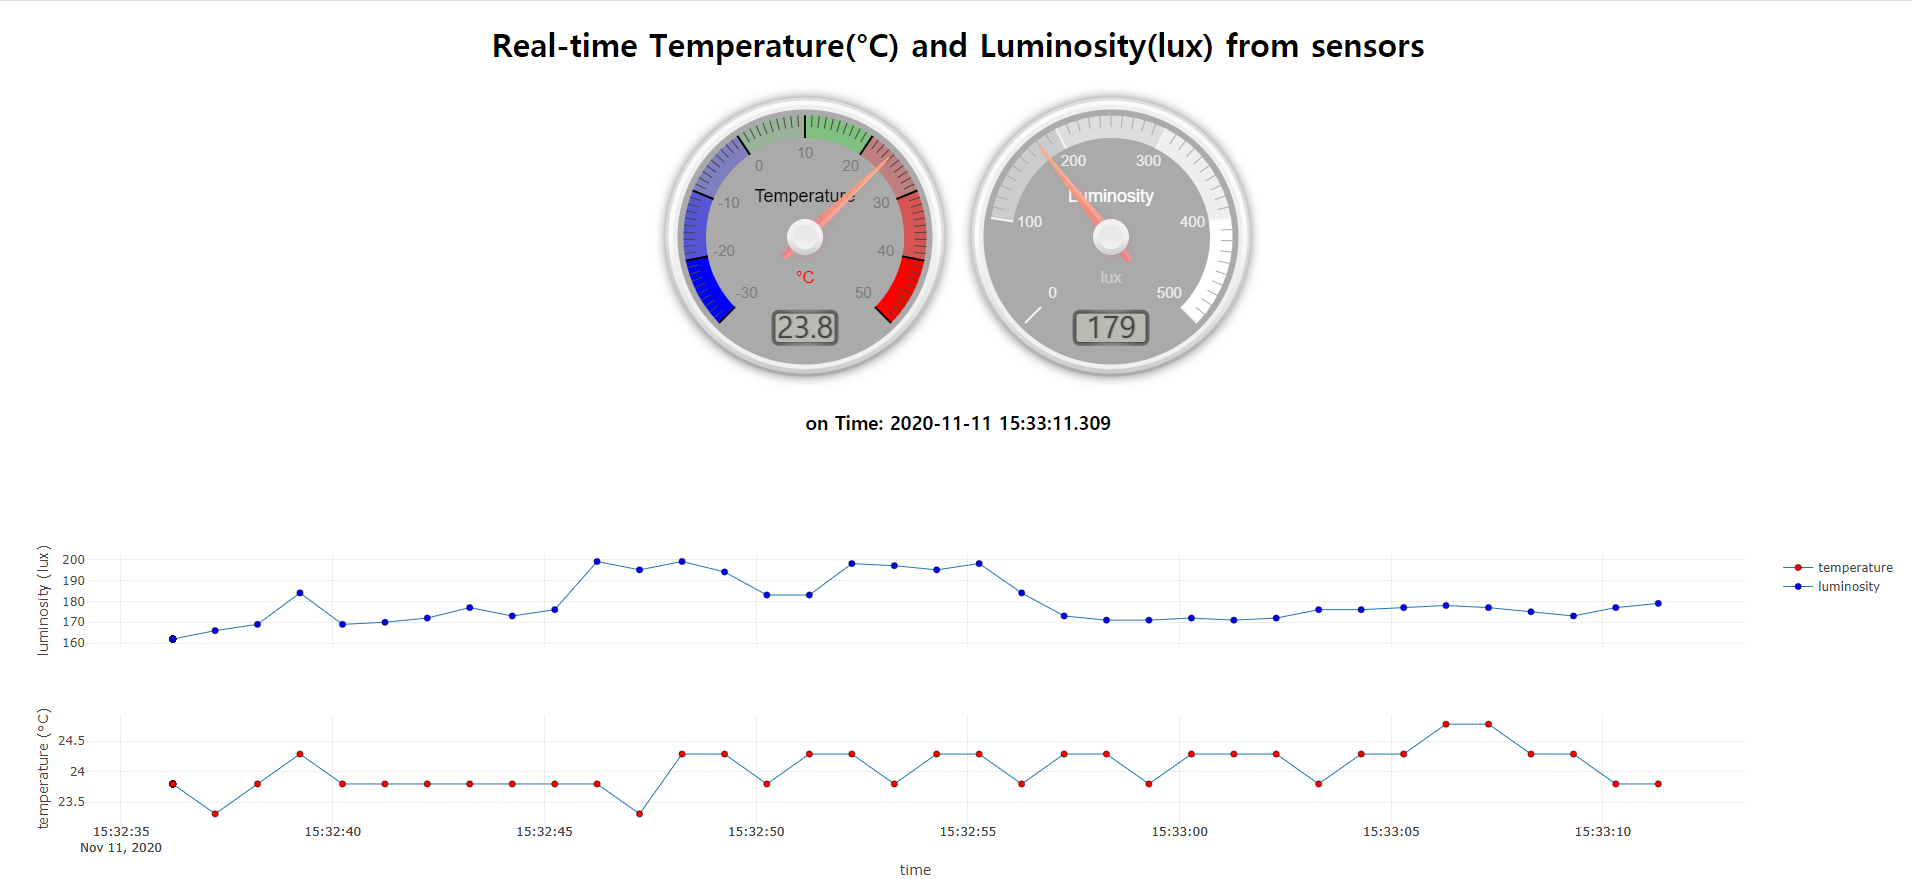 Real-time Temperature(°C) and Luminosity(lux) from sensors
-30
-20
-10
0
10
20
30
40
50
Temperature
°C
23.8
0
100
200
300
400
500
Luminosity
lux
179
on Time: 2020-11-11 15:33:11.309
luminosity (lux)
200
190
180
170
160
temperature
luminosity
temperature (°C)
24.5
24
23.5
15:32:35 15:32:40 15:32:45 15:32:50 15:32:55 15:33:00 15:33:05 15:33:10
Nov 11, 2020
time